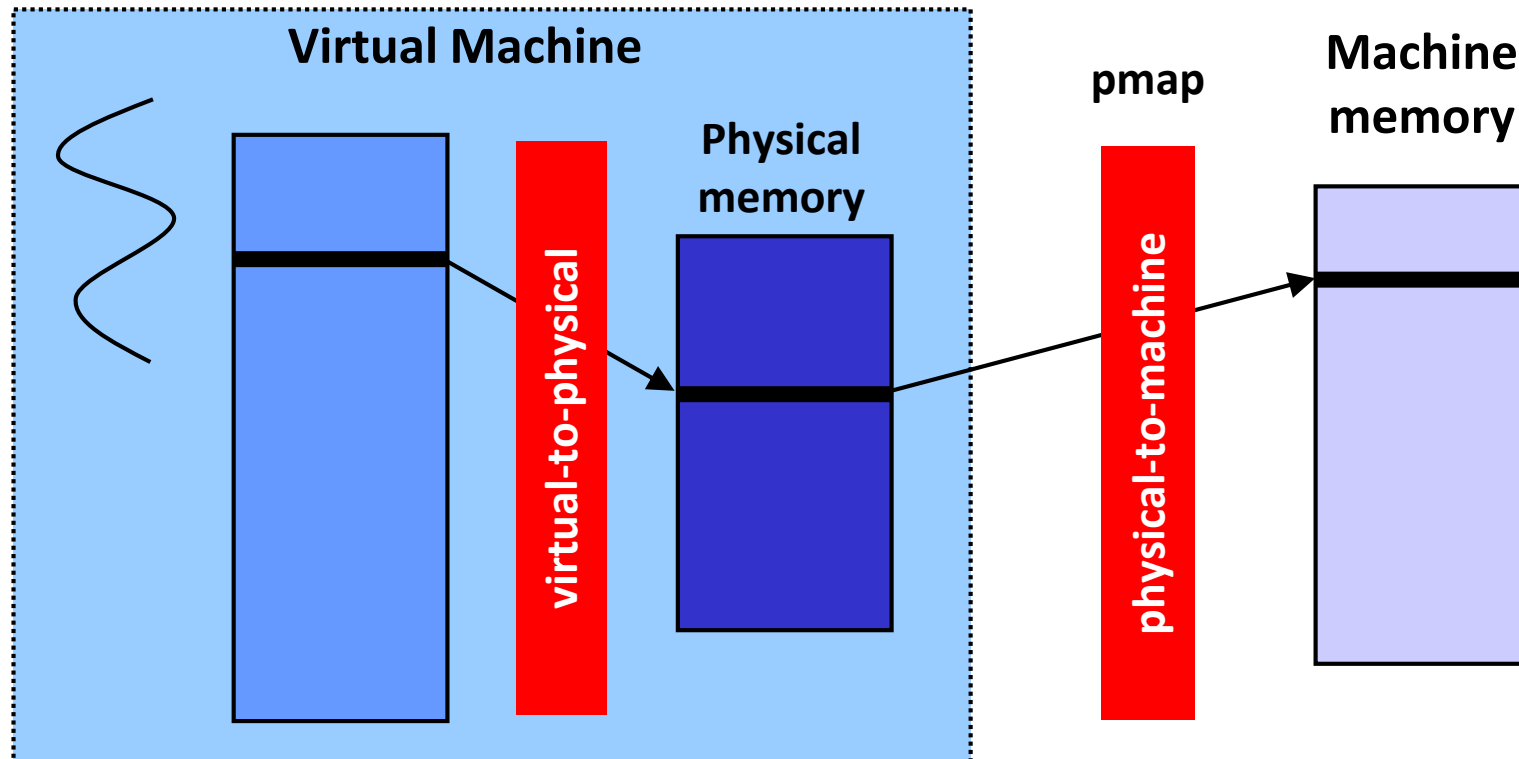 Virtual Machine
virtual-to-physical
Physical
memory
pmap
physical-to-machine
Machine
memory